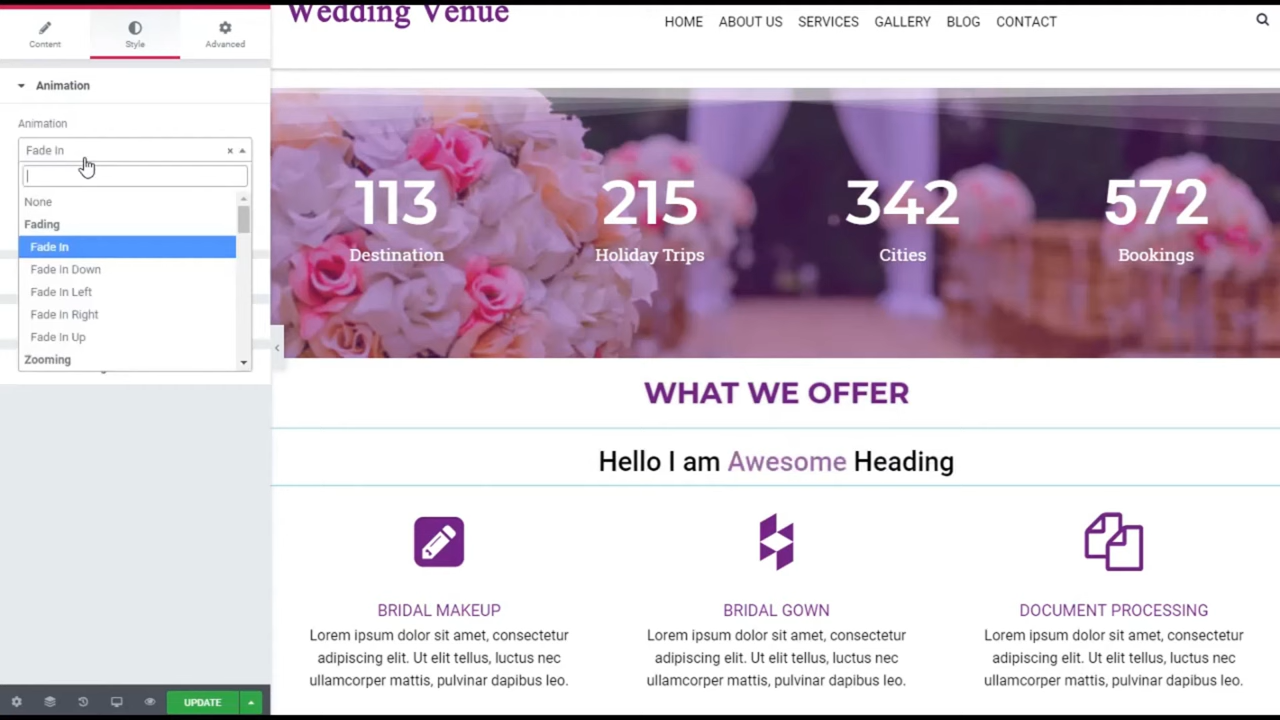 Content
Style
Advanced
Animation
Animation
Fade In
None
Fading
Fade In
Fade In Down
Fade In Left
Fade In Right
Fade In Up
Zooming
UPDATE
Wedding Venue
HOME ABOUT US SERVICES GALLERY BLOG CONTACT
113 215 342 572
Destination Holiday Trips Cities Bookings
WHAT WE OFFER
Hello I am Awesome Heading
BRIDAL MAKEUP
Lorem ipsum dolor sit amet, consectetur
adipiscing elit. Ut elit tellus, luctus nec
ullamcorper mattis, pulvinar dapibus leo.
BRIDAL GOWN
Lorem ipsum dolor sit amet, consectetur
adipiscing elit. Ut elit tellus, luctus nec
ullamcorper mattis, pulvinar dapibus leo.
DOCUMENT PROCESSING
Lorem ipsum dolor sit amet, consectetur
adipiscing elit. Ut elit tellus, luctus nec
ullamcorper mattis, pulvinar dapibus leo.